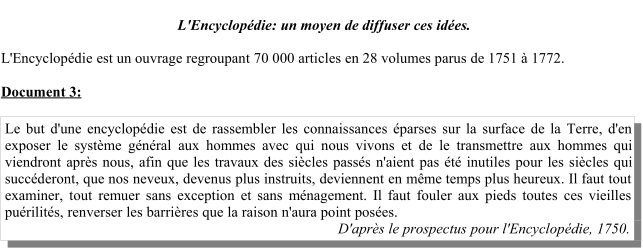 L'Encyclopédie: un moyen de diffuser ces idées.
L'Encyclopédie est un ouvrage regroupant 70 000 articles en 28 volumes parus de 1751 à 1772.
Document 3:
Le but d'une encyclopédie est de rassembler les connaissances éparses sur la surface de la Terre, d'en
exposer le système général aux hommes avec qui nous vivons et de le transmettre aux hommes qui
viendront après nous, afin que les travaux des siècles passés n'aient pas été inutiles pour les siècles qui
succéderont, que nos neveux, devenus plus instruits, deviennent en même temps plus heureux. Il faut tout
examiner, tout remuer sans exception et sans ménagement. Il faut fouler aux pieds toutes ces vieilles
puérilités, renverser les barrières que la raison n'aura point posées.
D'après le prospectus pour l'Encyclopédie, 1750.